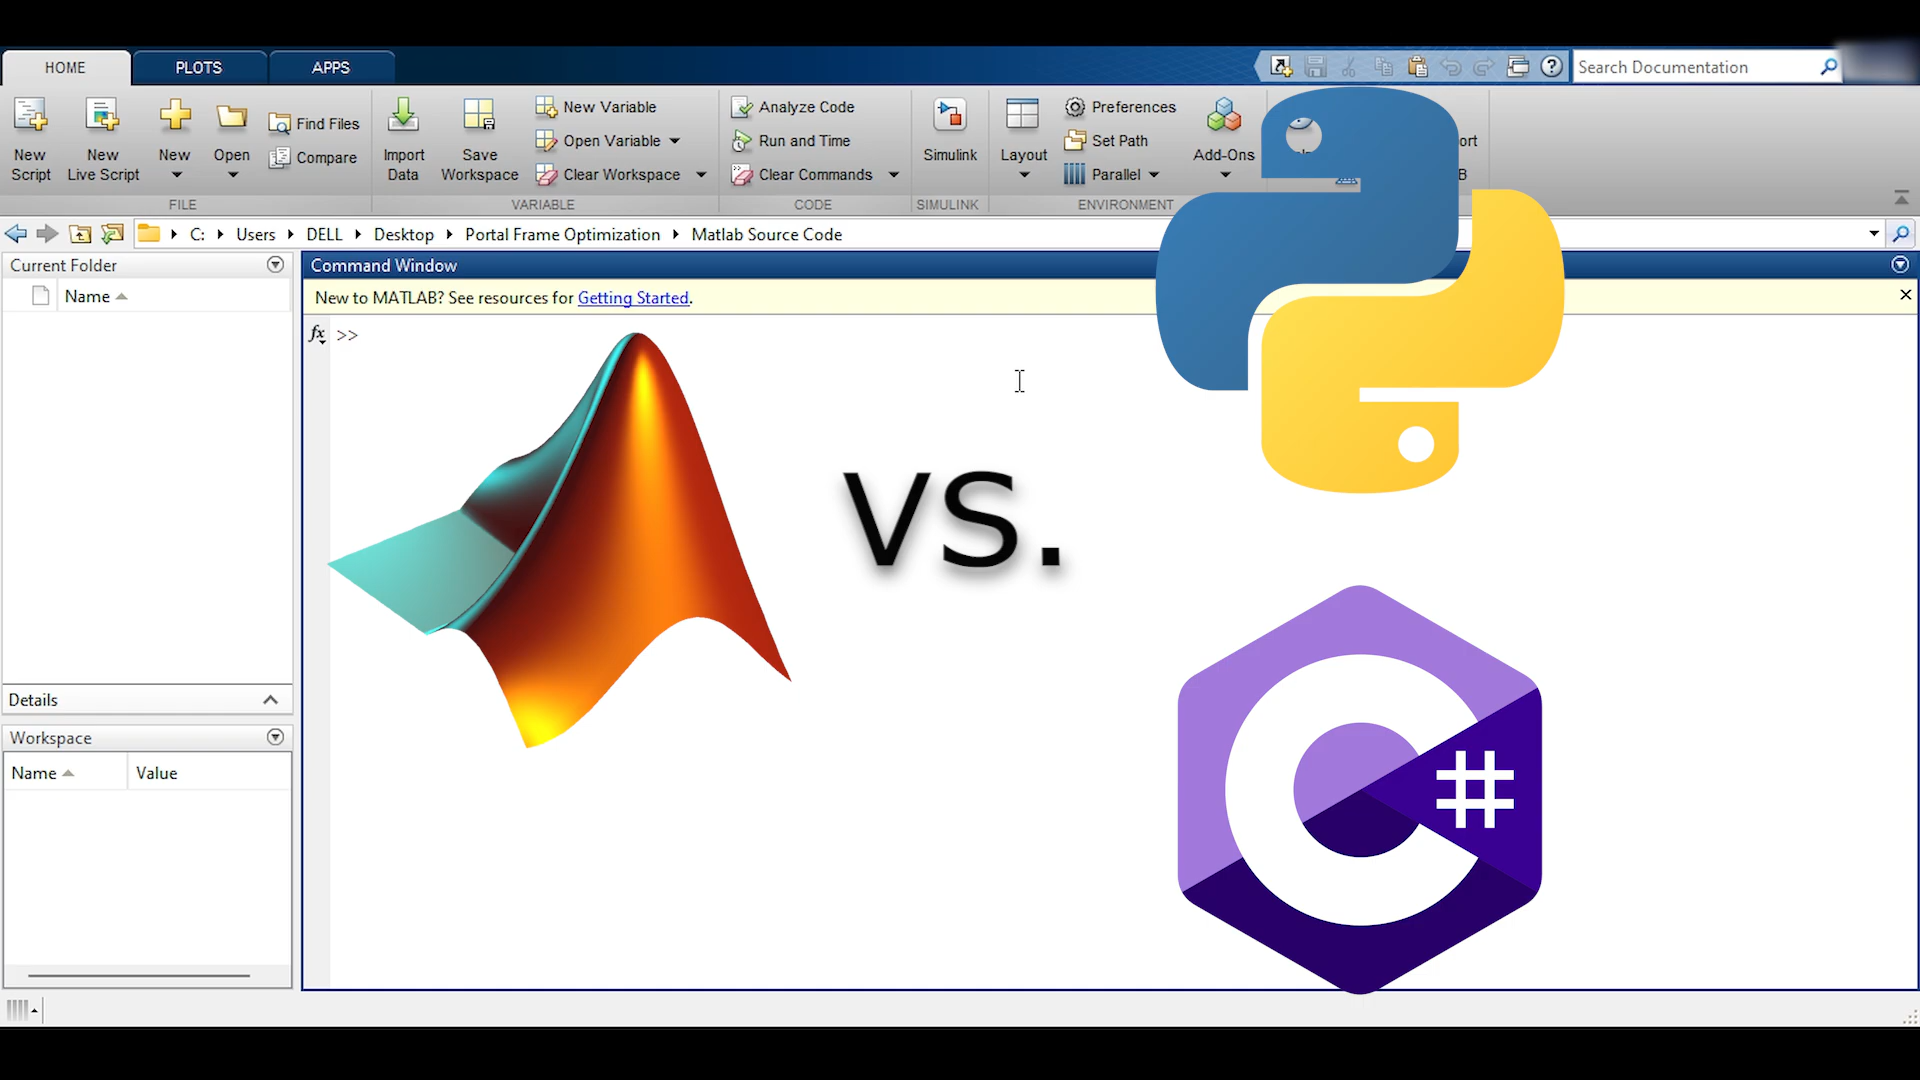 HOME PLOTS APPS
Search Documentation
New Script
New Live Script
New
Open
Find Files
Compare
FILE
Import Data
Save Workspace
New Variable
Open Variable
Clear Workspace
VARIABLE
Analyze Code
Run and Time
Clear Commands
CODE
Simulink
SIMULINK
Layout
Preferences
Set Path
Parallel
Add-Ons
ENVIRONMENT
C: Users DELL Desktop Portal Frame Optimization Matlab Source Code
Current Folder
Name
Command Window
New to MATLAB? See resources for Getting Started.
fx >>
vs.
C#
Details
Workspace
Name Value